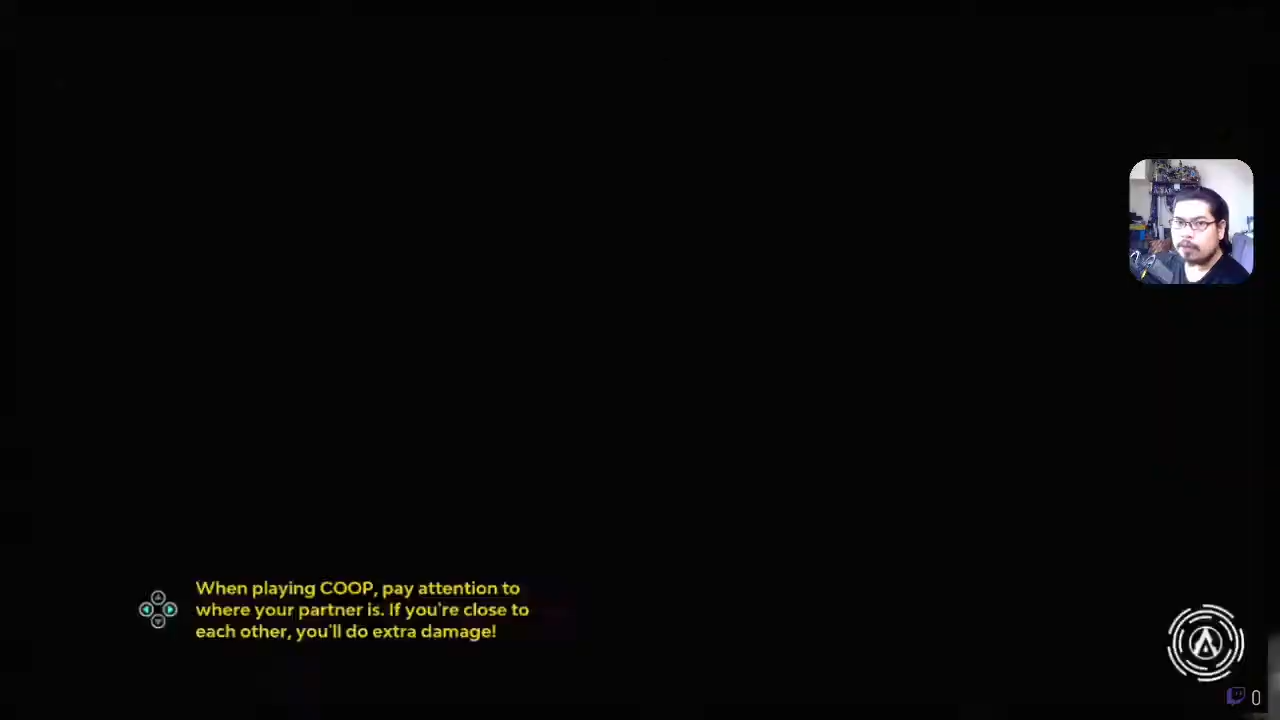 When playing COOP, pay attention to
where your partner is. If you're close to
each other, you'll do extra damage!
0